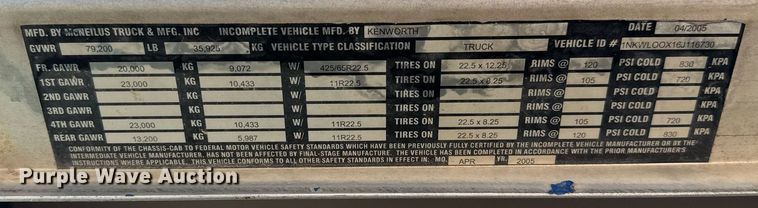 MFD. BY MCNEILUS TRUCK & MFG. INC INCOMPLETE VEHICLE MFD. BY KENWORTH DATE 04/2005
GVWR 79,200 LB 35,925 KG VEHICLE TYPE CLASSIFICATION TRUCK VEHICLE ID# 1NKWLOOX16J116730
FR. GAWR 20,000 KG 9,072 W/ 425/65R22.5 TIRES ON 22.5 x 12.25 RIMS @ 120 PSI COLD 830 KPA
1ST GAWR 23,000 KG 10,433 W/ 11R22.5 TIRES ON 22.5 x 8.25 RIMS @ 105 PSI COLD 720 KPA
2ND GAWR KG W/ TIRES ON RIMS @ PSI COLD KPA
3RD GAWR KG W/ TIRES ON RIMS @ PSI COLD KPA
4TH GAWR 23,000 KG 10,433 W/ 11R22.5 TIRES ON 22.5 x 8.25 RIMS @ 105 PSI COLD 720 KPA
REAR GAWR 13,200 KG 5,987 W/ 11R22.5 TIRES ON 22.5 x 8.25 RIMS @ 120 PSI COLD 830 KPA
CONFORMITY OF THE CHASSIS-CAB TO FEDERAL MOTOR VEHICLE SAFETY STANDARDS WHICH HAVE BEEN PREVIOUSLY FULLY CERTIFIED BY THE INCOMPLETE VEHICLE MANUFACTURER OR BY THE
INTERMEDIATE VEHICLE MANUFACTURER, HAS NOT BEEN AFFECTED BY FINAL-STAGE MANUFACTURE. THE VEHICLE HAS BEEN COMPLETED IN ACCORDANCE WITH THE PRIOR MANUFACTURER'S
INSTRUCTIONS WHERE APPLICABLE. THIS VEHICLE CONFORMS TO ALL OTHER SAFETY STANDARDS IN EFFECT IN: MO. APR YR. 2005
Purple Wave Auction